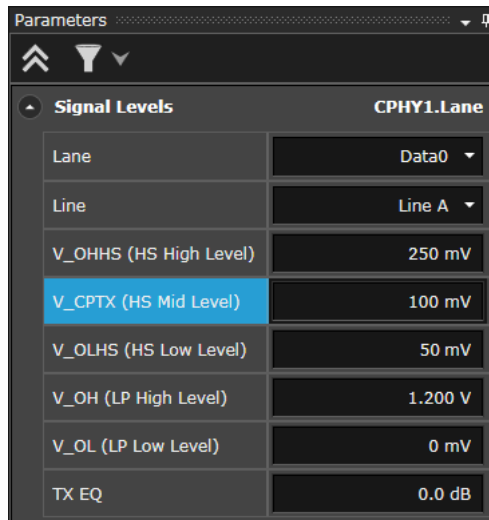 Parameters
Signal Levels CPHY1.Lane
Lane Data0
Line Line A
V_OHHS (HS High Level) 250 mV
V_CPTX (HS Mid Level) 100 mV
V_OLHS (HS Low Level) 50 mV
V_OH (LP High Level) 1.200 V
V_OL (LP Low Level) 0 mV
TX EQ 0.0 dB